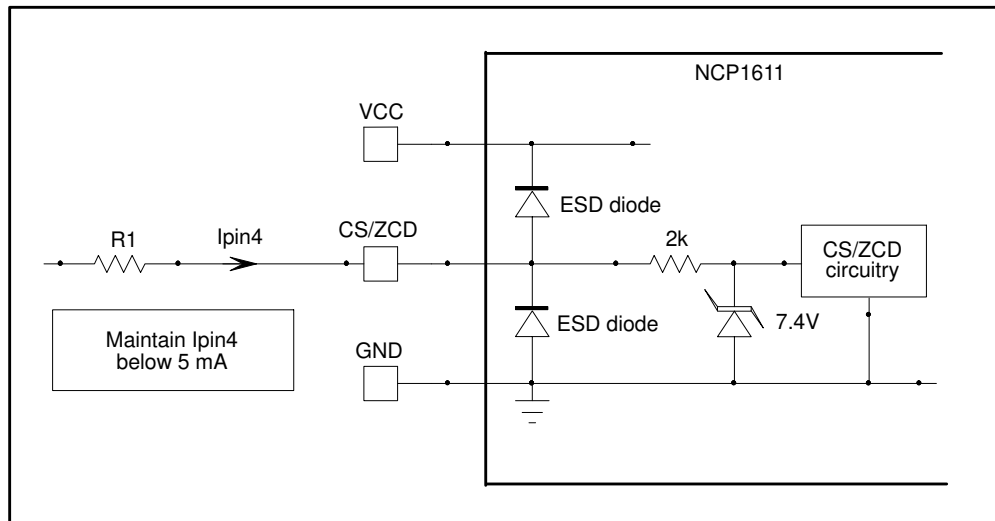 NCP1611
VCC
ESD diode
R1
Ipin4
CS/ZCD
2k
CS/ZCD
circuitry
Maintain Ipin4
below 5 mA
ESD diode
7.4V
GND